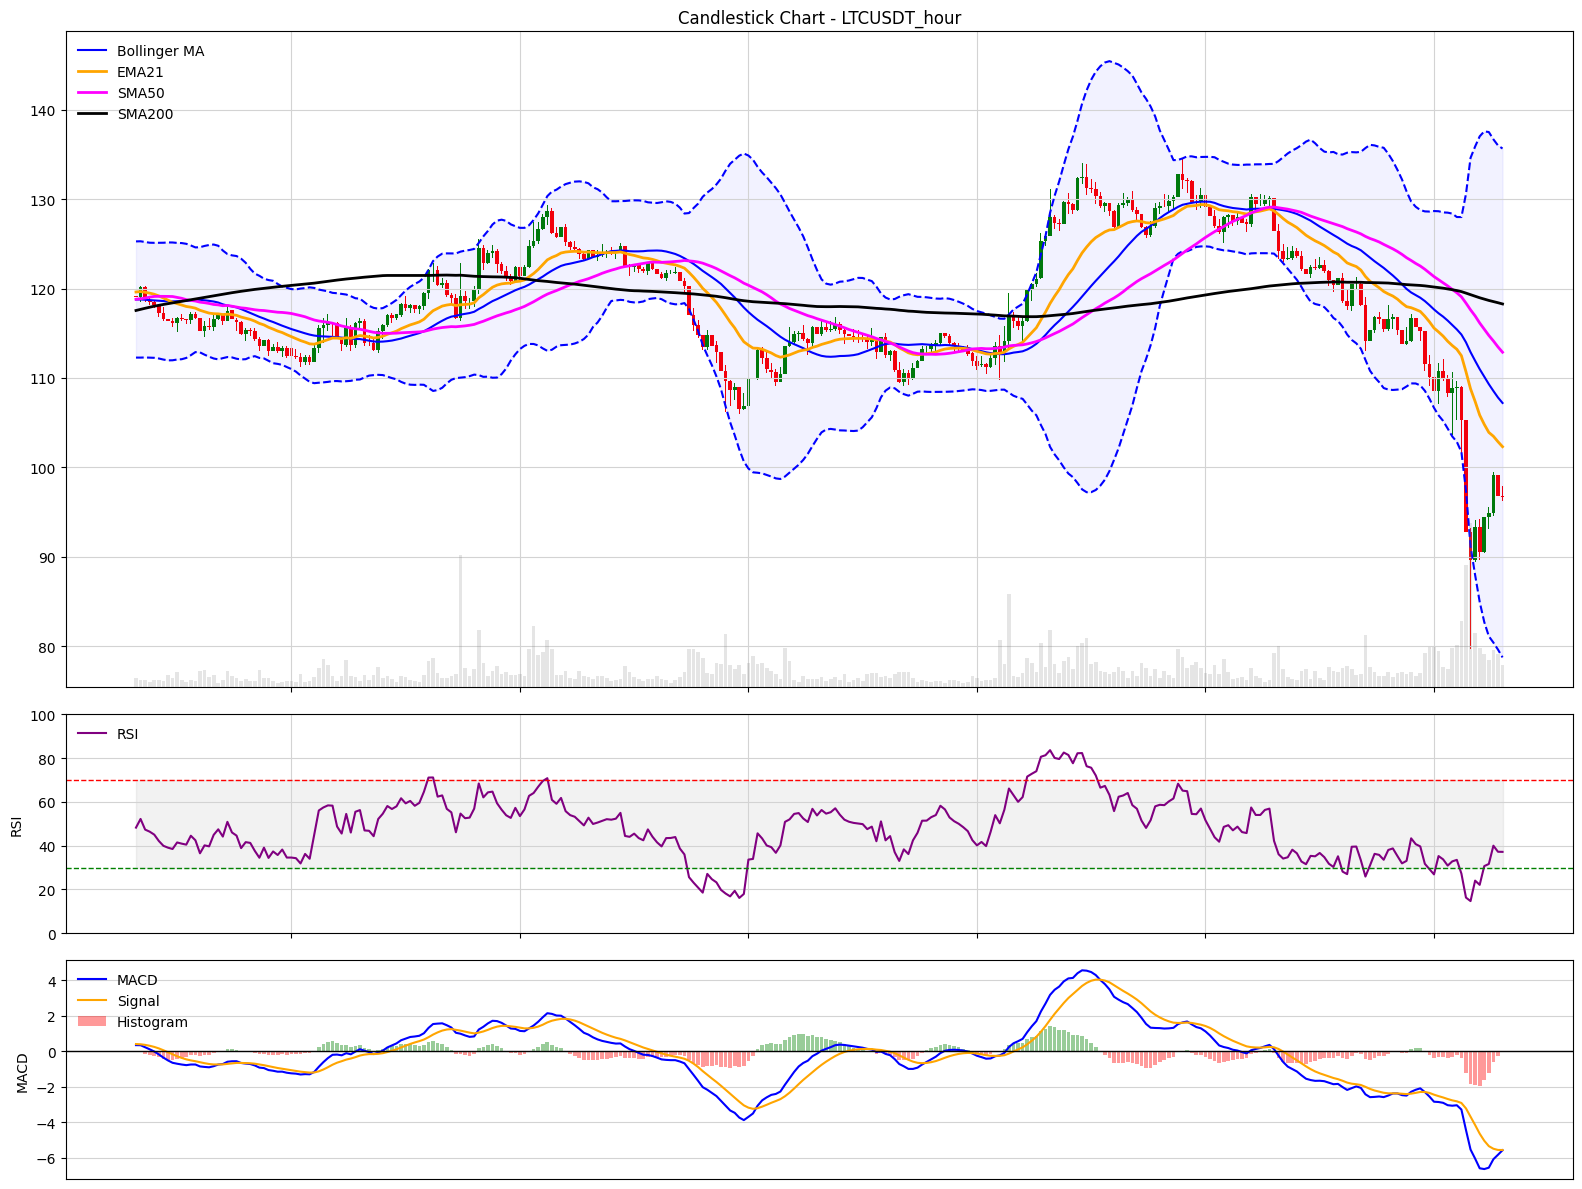 Candlestick Chart - LTCUSDT_hour
Bollinger MA
EMA21
SMA50
SMA200
140
130
120
110
100
90
80
100
80
60
40
20
0
RSI
RSI
4
2
0
−2
−4
−6
MACD
MACD
Signal
Histogram